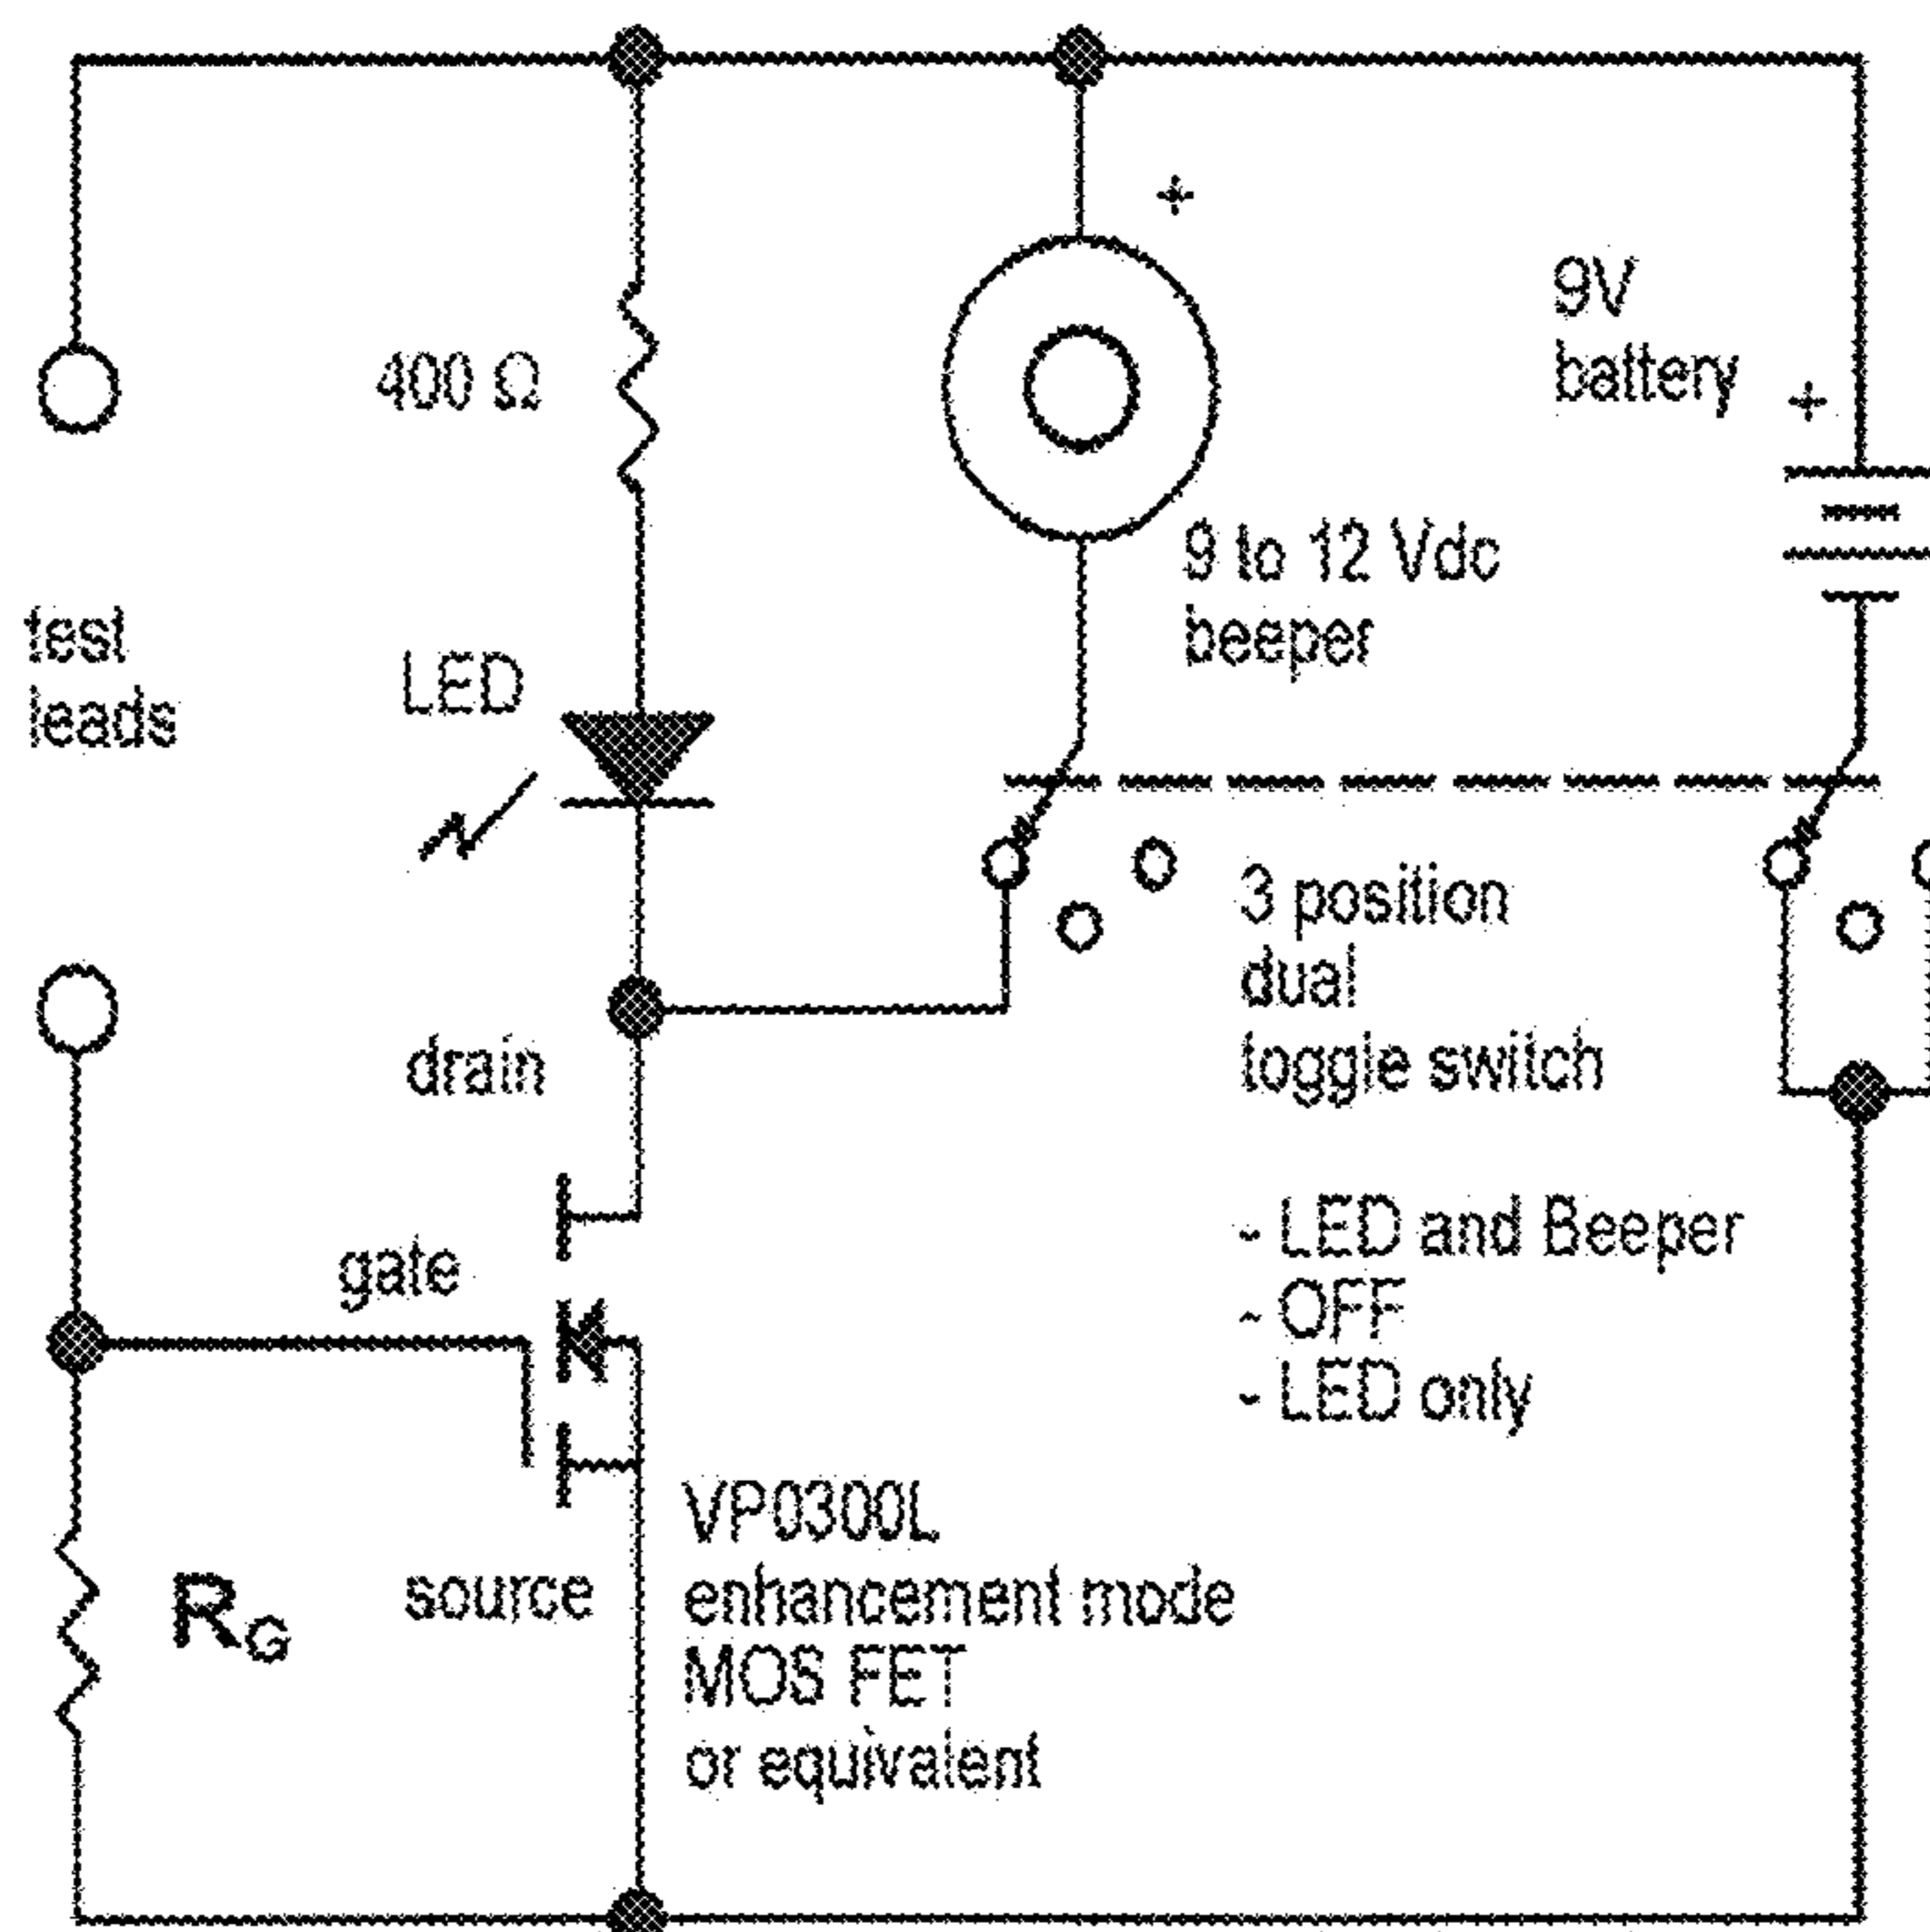 +
9V
battery
+
400 Ω
9 to 12 Vdc
beeper
test
leads
LED
3 position
dual
toggle switch
drain
- LED and Beeper
- OFF
- LED only
gate
VP0300L
enhancement mode
MOS FET
or equivalent
source
RG